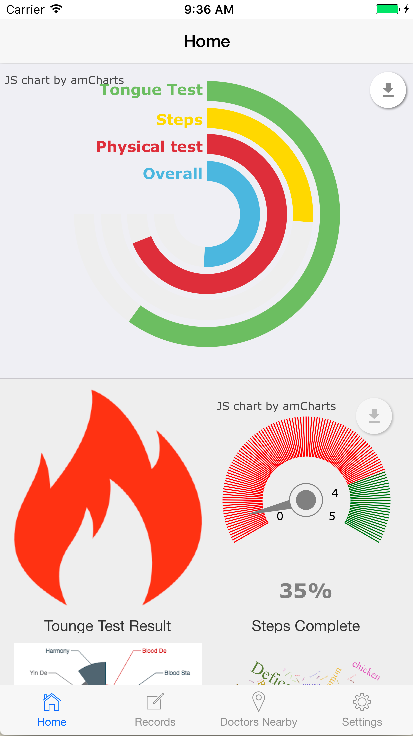 Carrier 9:36 AM
Home
JS chart by amCharts
Tongue Test
Steps
Physical test
Overall
JS chart by amCharts
0 4 5
35%
Tounge Test Result Steps Complete
Harmony Blood De
Yin De Blood Sta
chicken
Home Records Doctors Nearby Settings